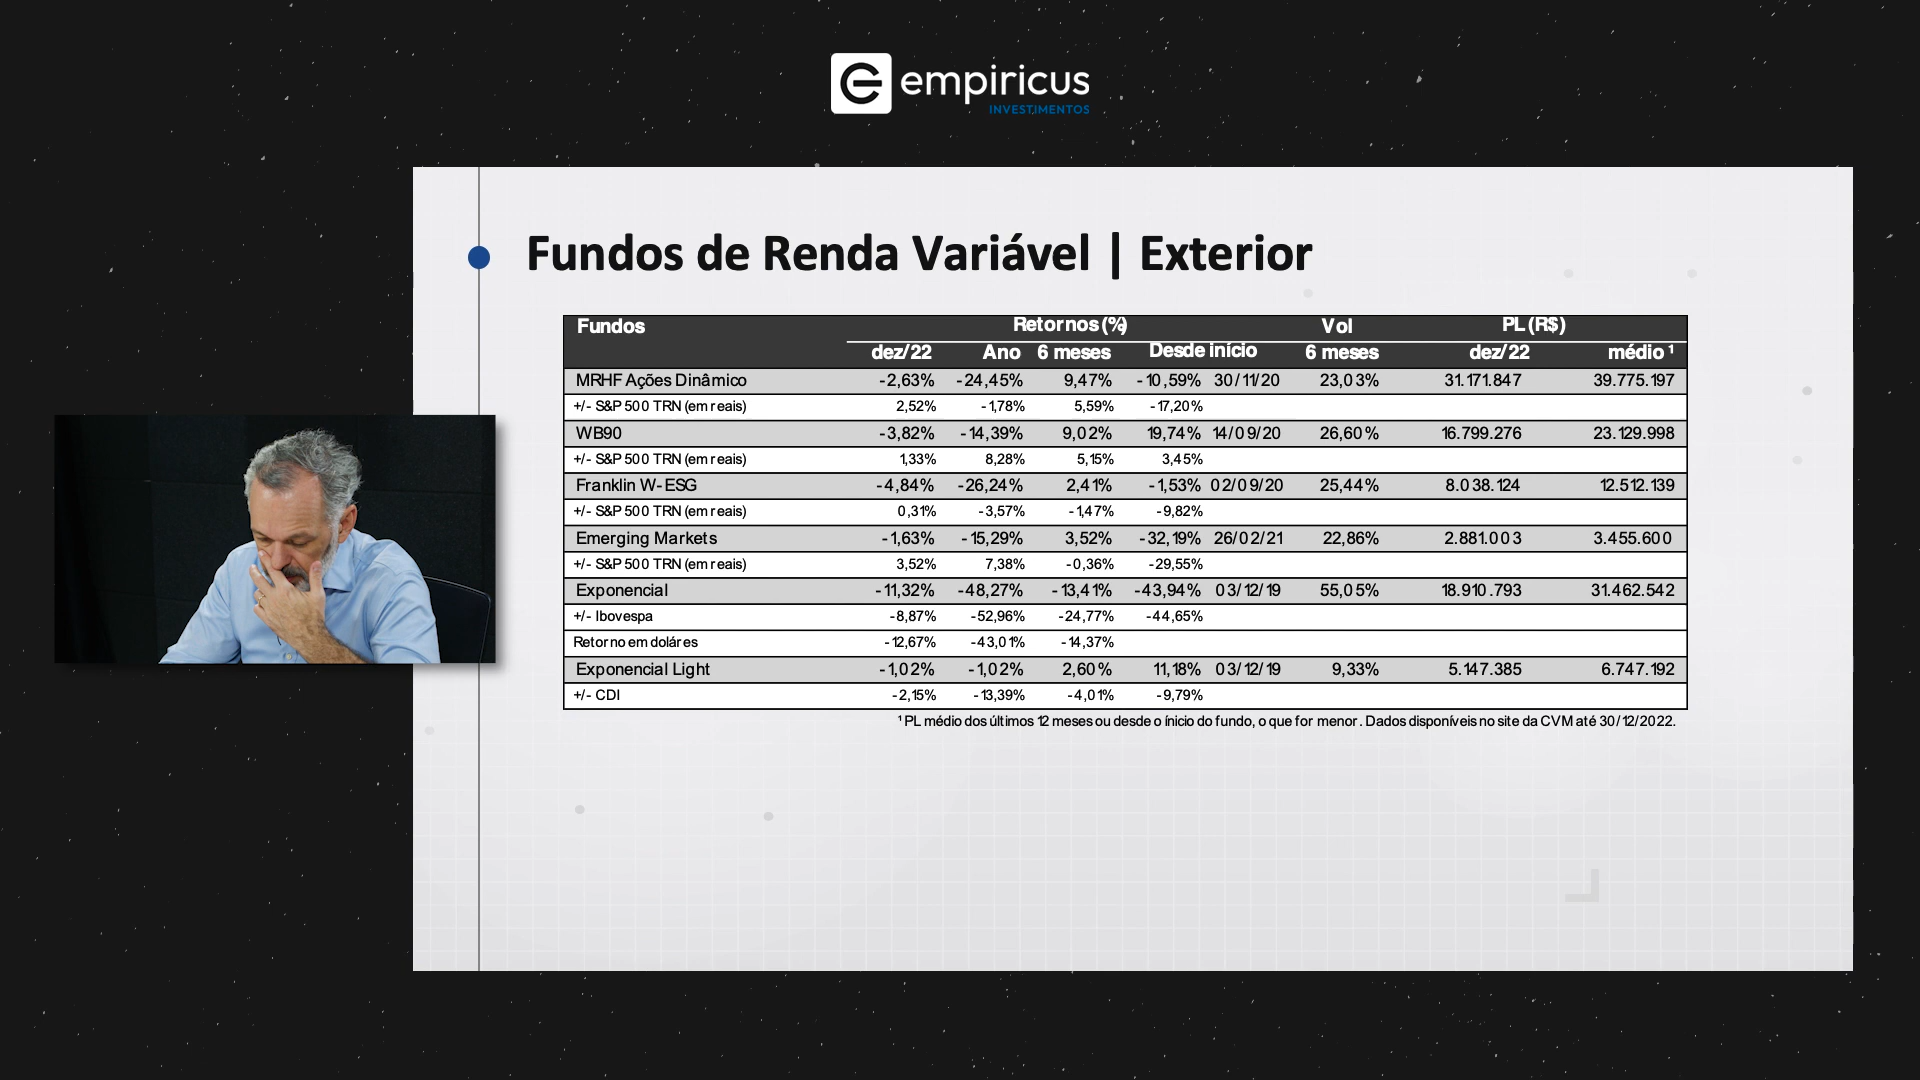 empiricus
INVESTIMENTOS
Fundos de Renda Variável | Exterior
Fundos Retornos (%) Vol PL (R$)
dez/22 Ano 6 meses Desde início 6 meses dez/22 médio ¹
MRHF Ações Dinâmico -2,63% -24,45% 9,47% -10,59% 30/11/20 23,03% 31.171.847 39.775.197
+/- S&P 500 TRN (em reais) 2,52% -1,78% 5,59% -17,20%
WB90 -3,82% -14,39% 9,02% 19,74% 14/09/20 26,60% 16.799.276 23.129.998
+/- S&P 500 TRN (em reais) 1,33% 8,28% 5,15% 3,45%
Franklin W-ESG -4,84% -26,24% 2,41% -1,53% 02/09/20 25,44% 8.038.124 12.512.139
+/- S&P 500 TRN (em reais) 0,31% -3,57% -1,47% -9,82%
Emerging Markets -1,63% -15,29% 3,52% -32,19% 26/02/21 22,86% 2.881.003 3.455.600
+/- S&P 500 TRN (em reais) 3,52% 7,38% -0,36% -29,55%
Exponencial -11,32% -48,27% -13,41% -43,94% 03/12/19 55,05% 18.910.793 31.462.542
+/- Ibovespa -8,87% -52,96% -24,77% -44,65%
Retorno em doláres -12,67% -43,01% -14,37%
Exponencial Light -1,02% -1,02% 2,60% 11,18% 03/12/19 9,33% 5.147.385 6.747.192
+/- CDI -2,15% -13,39% -4,01% -9,79%
¹ PL médio dos últimos 12 meses ou desde o ínicio do fundo, o que for menor. Dados disponíveis no site da CVM até 30/12/2022.